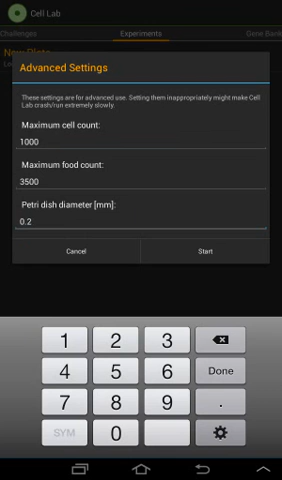 Cell Lab
Challenges
Experiments
Gene Bank
New Plate
Advanced Settings
These settings are for advanced use. Setting them inappropriately might make Cell
Lab crash/run extremely slowly.
Maximum cell count:
1000
Maximum food count:
3500
Petri dish diameter [mm]:
0.2
Cancel
Start
1
2
3
4
5
6
Done
7
8
9
.
SYM
0